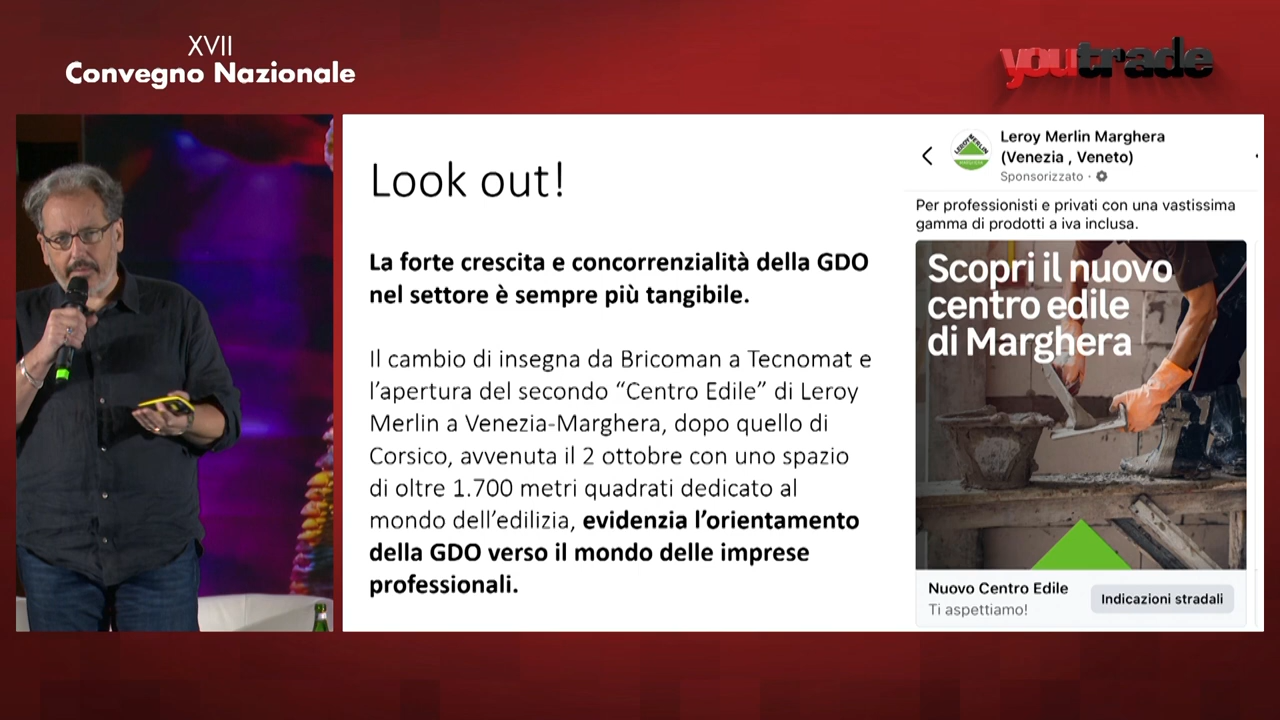 XVII
Convegno Nazionale
youtrade
Look out!
La forte crescita e concorrenzialità della GDO
nel settore è sempre più tangibile.
Il cambio di insegna da Bricoman a Tecnomat e
l’apertura del secondo “Centro Edile” di Leroy
Merlin a Venezia-Marghera, dopo quello di
Corsico, avvenuta il 2 ottobre con uno spazio
di oltre 1.700 metri quadrati dedicato al
mondo dell’edilizia, evidenzia l’orientamento
della GDO verso il mondo delle imprese
professionali.
LEROY MERLIN
MARGHERA
Leroy Merlin Marghera
(Venezia , Veneto)
Sponsorizzato ·
Per professionisti e privati con una vastissima
gamma di prodotti a iva inclusa.
Scopri il nuovo
centro edile
di Marghera
Nuovo Centro Edile
Ti aspettiamo!
Indicazioni stradali